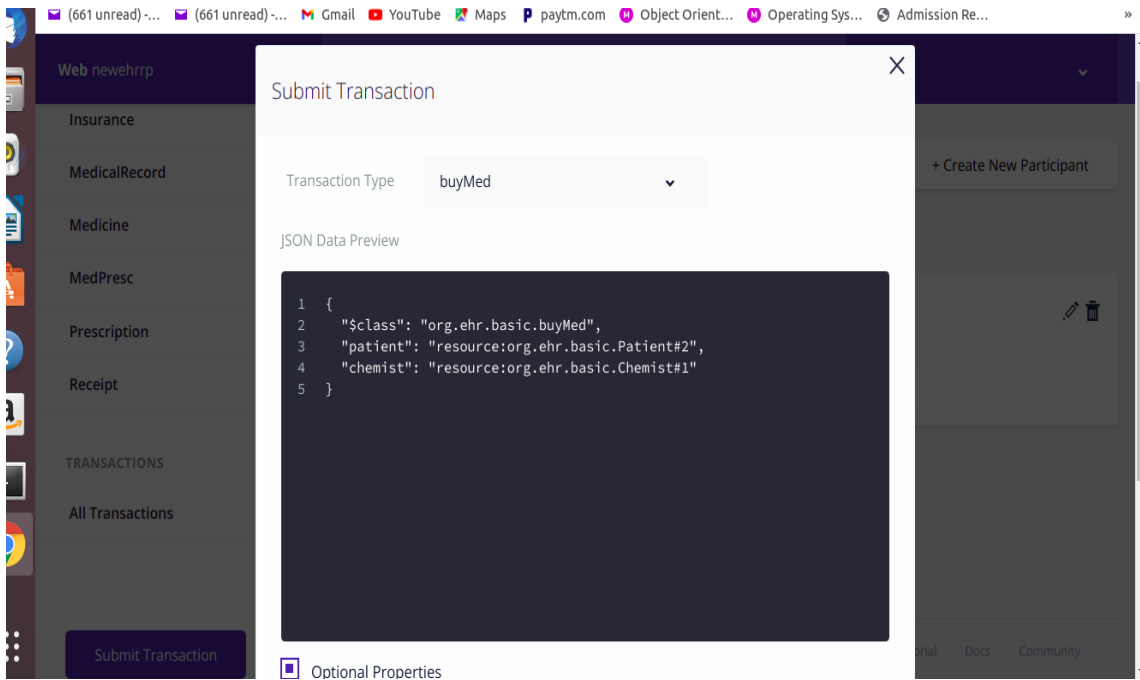 (661 unread) -... (661 unread) -... Gmail YouTube Maps paytm.com Object Orient... Operating Sys... Admission Re... »
Web newehrrp
Insurance
MedicalRecord
Medicine
MedPresc
Prescription
Receipt
TRANSACTIONS
All Transactions
Submit Transaction
Submit Transaction
Transaction Type buyMed
JSON Data Preview
1 {
2 "$class": "org.ehr.basic.buyMed",
3 "patient": "resource:org.ehr.basic.Patient#2",
4 "chemist": "resource:org.ehr.basic.Chemist#1"
5 }
Optional Properties
+ Create New Participant
Docs Community